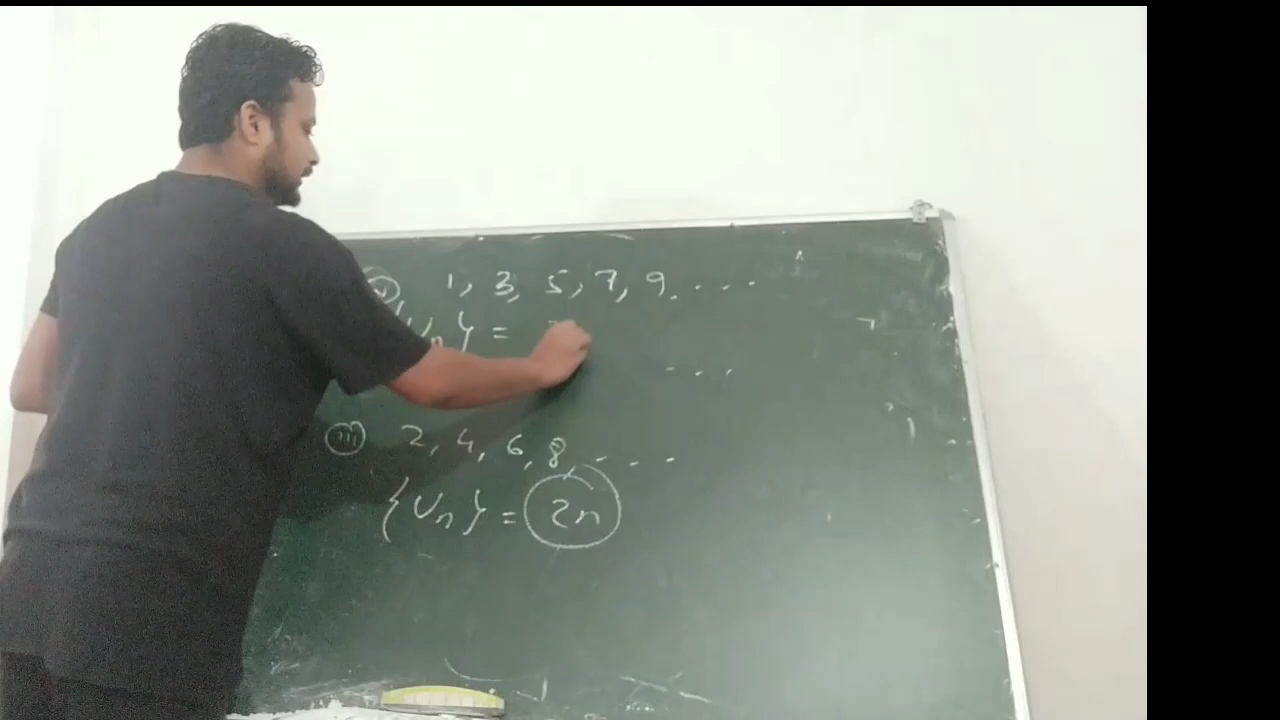 1, 3, 5, 7, 9 . . . .
Un} =
. . .
(iii) 2, 4, 6, 8, . . . .
{Un} = 2n